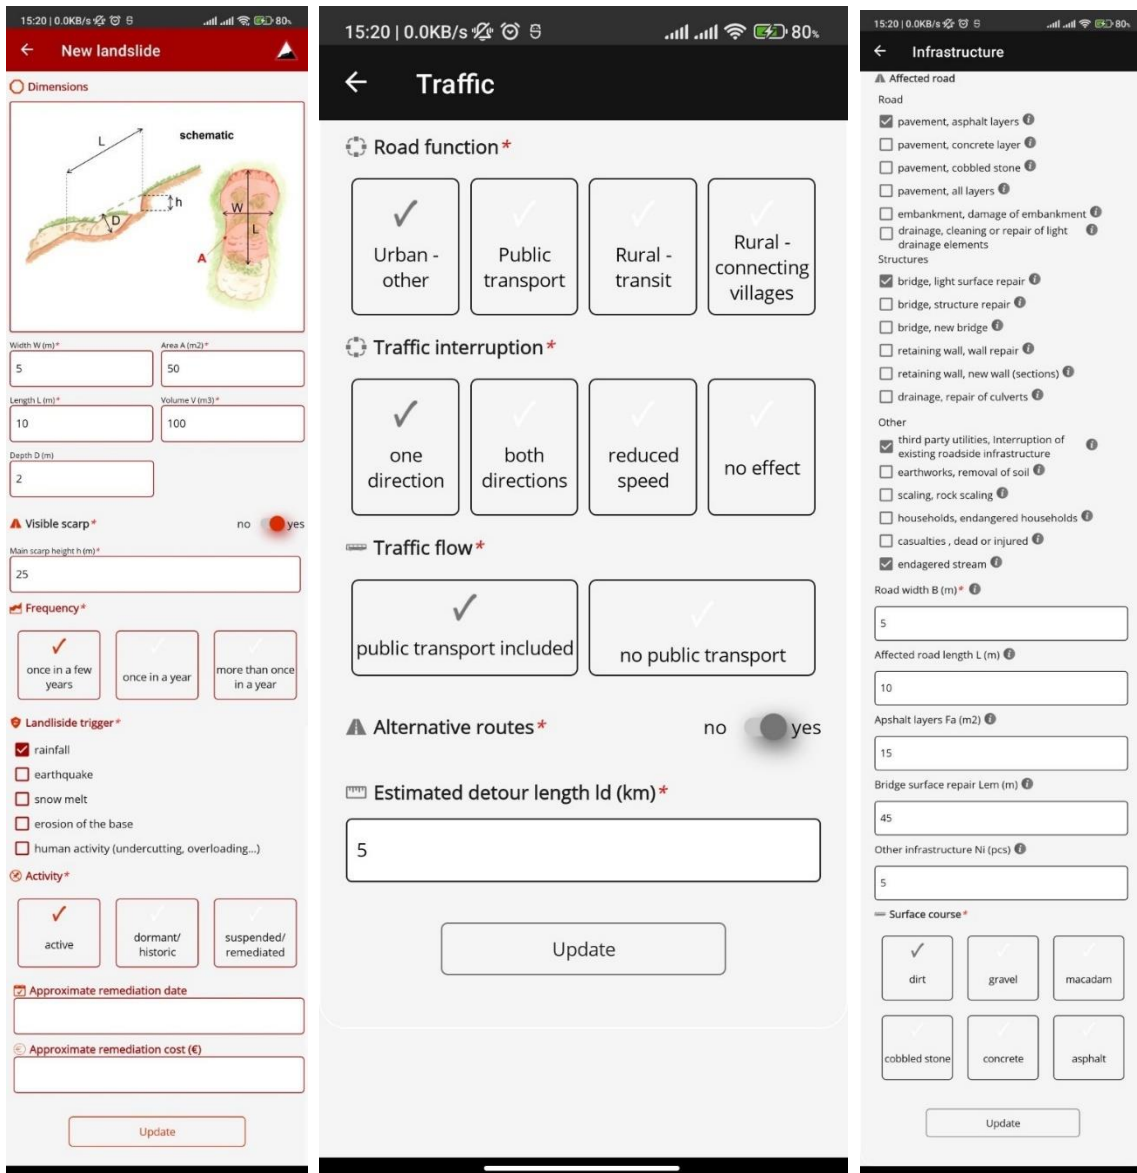 15:20 | 0.0KB/s
80%
New landslide
Dimensions
schematic
L
h
D
W
L
A
Width W (m)*
Area A (m2)*
5
50
Length L (m)*
Volume V (m3)*
10
100
Depth D (m)
2
Visible scarp*
no
yes
Main scarp height h (m)*
25
Frequency*
once in a few
years
once in a year
more than once
in a year
Landliside trigger*
rainfall
earthquake
snow melt
erosion of the base
human activity (undercutting, overloading...)
Activity*
active
dormant/
historic
suspended/
remediated
Approximate remediation date
Approximate remediation cost (€)
Update
15:20 | 0.0KB/s
80%
Traffic
Road function*
Urban -
other
Public
transport
Rural -
transit
Rural -
connecting
villages
Traffic interruption*
one
direction
both
directions
reduced
speed
no effect
Traffic flow*
public transport included
no public transport
Alternative routes*
no
yes
Estimated detour length ld (km)*
5
Update
15:20 | 0.0KB/s
80%
Infrastructure
Affected road
Road
pavement, asphalt layers
pavement, concrete layer
pavement, cobbled stone
pavement, all layers
embankment, damage of embankment
drainage, cleaning or repair of light
drainage elements
Structures
bridge, light surface repair
bridge, structure repair
bridge, new bridge
retaining wall, wall repair
retaining wall, new wall (sections)
drainage, repair of culverts
Other
third party utilities, Interruption of
existing roadside infrastructure
earthworks, removal of soil
scaling, rock scaling
households, endangered households
casualties , dead or injured
endagered stream
Road width B (m)*
5
Affected road length L (m)
10
Apshalt layers Fa (m2)
15
Bridge surface repair Lem (m)
45
Other infrastructure Ni (pcs)
5
Surface course*
dirt
gravel
macadam
cobbled stone
concrete
asphalt
Update